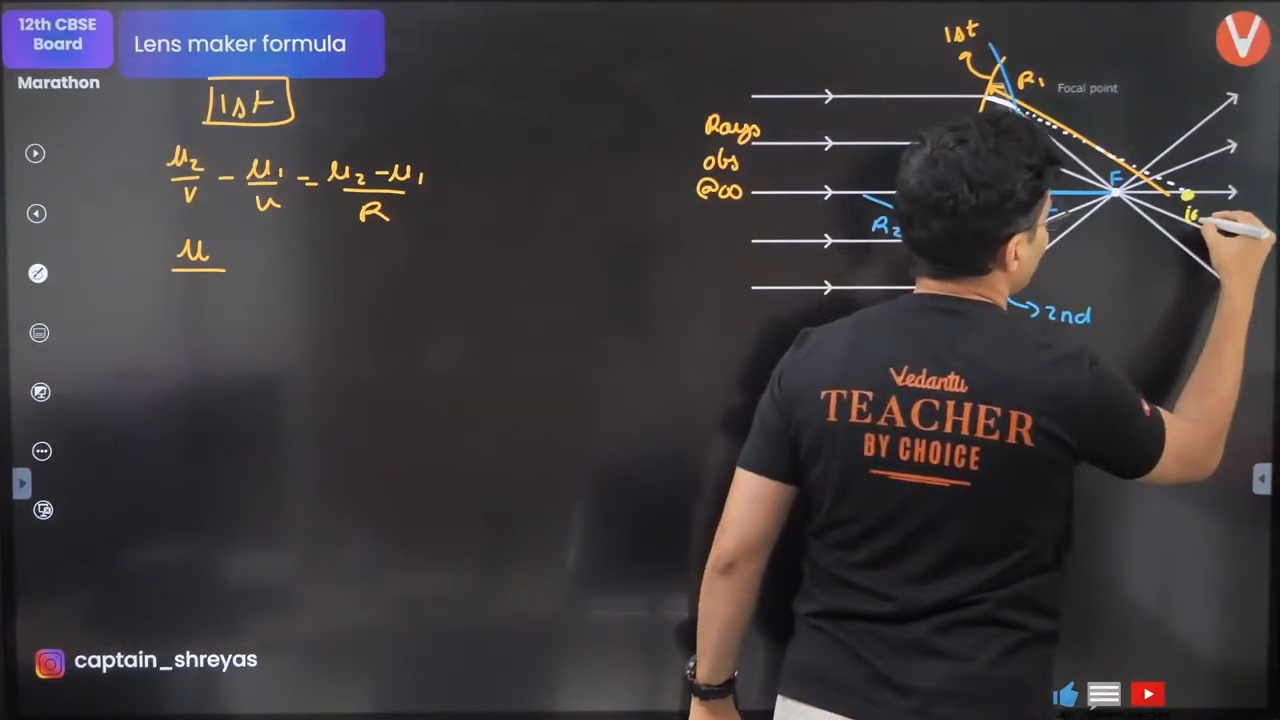 12th CBSE
Board
Marathon
Lens maker formula
1st
μ2/v - μ1/u = μ2-μ1/R
μ
1st
R1
Focal point
Rays
obs
@∞
F
R2
2nd
Vedantu
TEACHER
BY CHOICE
captain_shreyas